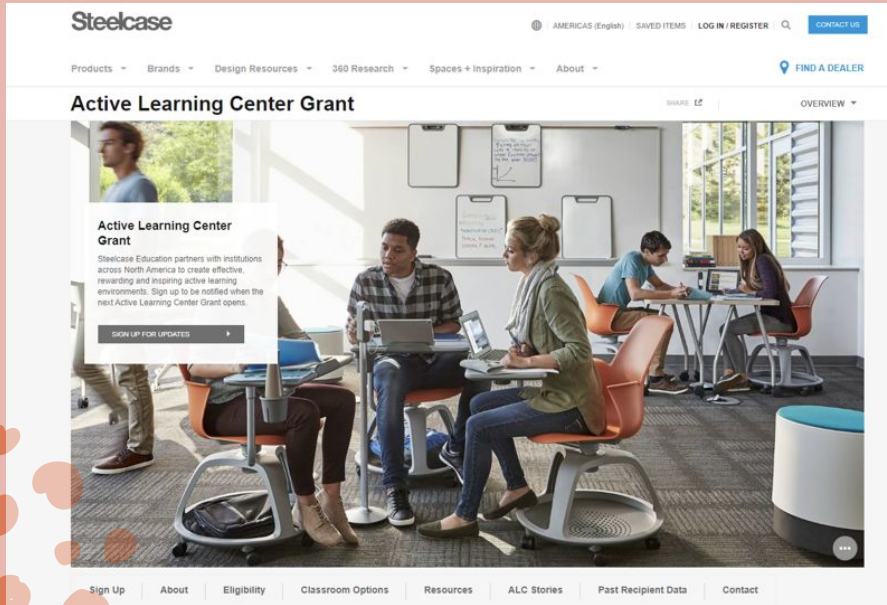 Steelcase
AMERICAS (English) SAVED ITEMS LOG IN / REGISTER CONTACT US
Products Brands Design Resources 360 Research Spaces + Inspiration About FIND A DEALER
Active Learning Center Grant SHARE OVERVIEW
Active Learning Center
Grant
Steelcase Education partners with institutions
across North America to create effective,
rewarding and inspiring active learning
environments. Sign up to be notified when the
next Active Learning Center Grant opens.
SIGN UP FOR UPDATES
Sign Up About Eligibility Classroom Options Resources ALC Stories Past Recipient Data Contact